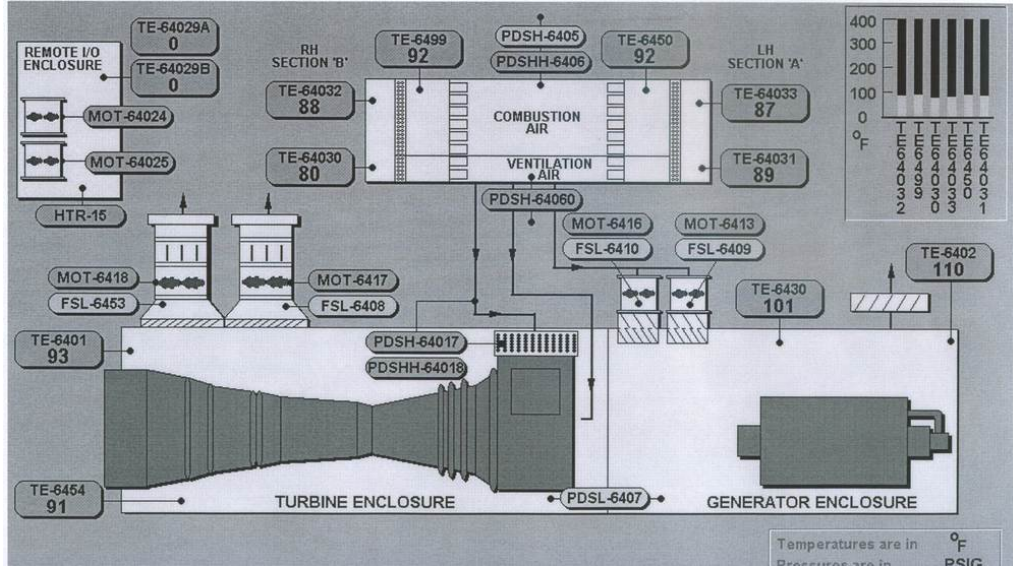 TE-64029A
0
REMOTE I/O
ENCLOSURE
TE-64029B
0
MOT-64024
MOT-64025
HTR-15
RH
SECTION 'B'
TE-6499
92
PDSH-6405
PDSHH-6406
TE-6450
92
LH
SECTION 'A'
TE-64032
88
COMBUSTION
AIR
TE-64033
87
TE-64030
80
VENTILATION
AIR
TE-64031
89
PDSH-64060
400
300
200
100
0
°F
TE64032
TE6499
TE64030
TE64033
TE6450
TE64031
MOT-6416
MOT-6413
FSL-6410
FSL-6409
MOT-6418
MOT-6417
FSL-6453
FSL-6408
TE-6402
110
TE-6430
101
TE-6401
93
PDSH-64017
PDSHH-64018
TE-6454
91
TURBINE ENCLOSURE
PDSL-6407
GENERATOR ENCLOSURE
Temperatures are in °F
Pressures are in PSIG